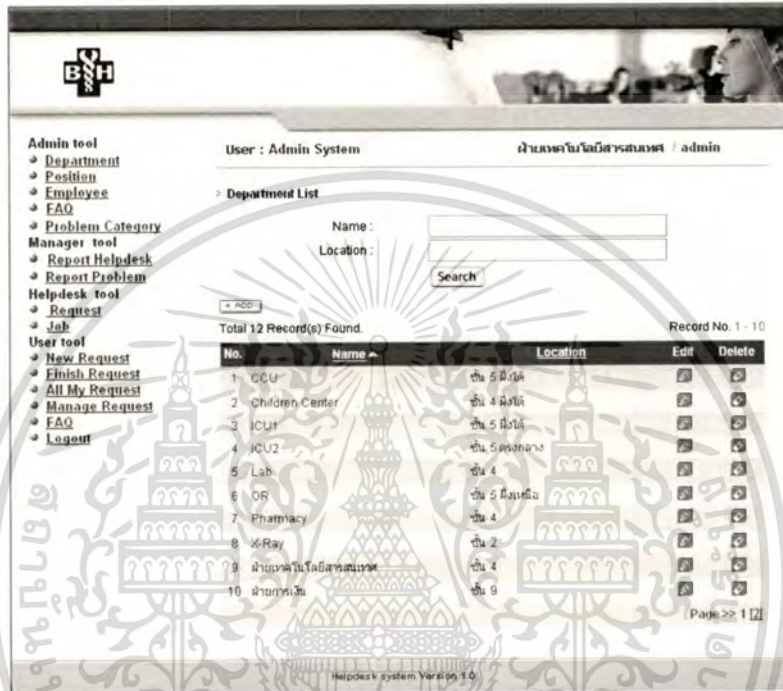 B H
Admin tool
Department
Position
Employee
FAQ
Problem Category
Manager tool
Report Helpdesk
Report Problem
Helpdesk tool
Request
Job
User tool
New Request
Finish Request
All My Request
Manage Request
FAQ
Logout
User : Admin System ฝ่ายเทคโนโลยีสารสนเทศ / admin
> Department List
Name :
Location :
Search
+ ADD
Total 12 Record(s) Found. Record No. 1 - 10
No. Name Location Edit Delete
1 CCU ชั้น 5 ฝั่งใต้
2 Children Center ชั้น 4 ฝั่งใต้
3 ICU1 ชั้น 5 ฝั่งใต้
4 ICU2 ชั้น 5 ตรงกลาง
5 Lab ชั้น 4
6 OR ชั้น 5 ฝั่งเหนือ
7 Pharmacy ชั้น 4
8 X-Ray ชั้น 2
9 ฝ่ายเทคโนโลยีสารสนเทศ ชั้น 4
10 ฝ่ายการเงิน ชั้น 9
Page >> 1 [2]
Helpdesk system Version 1.0